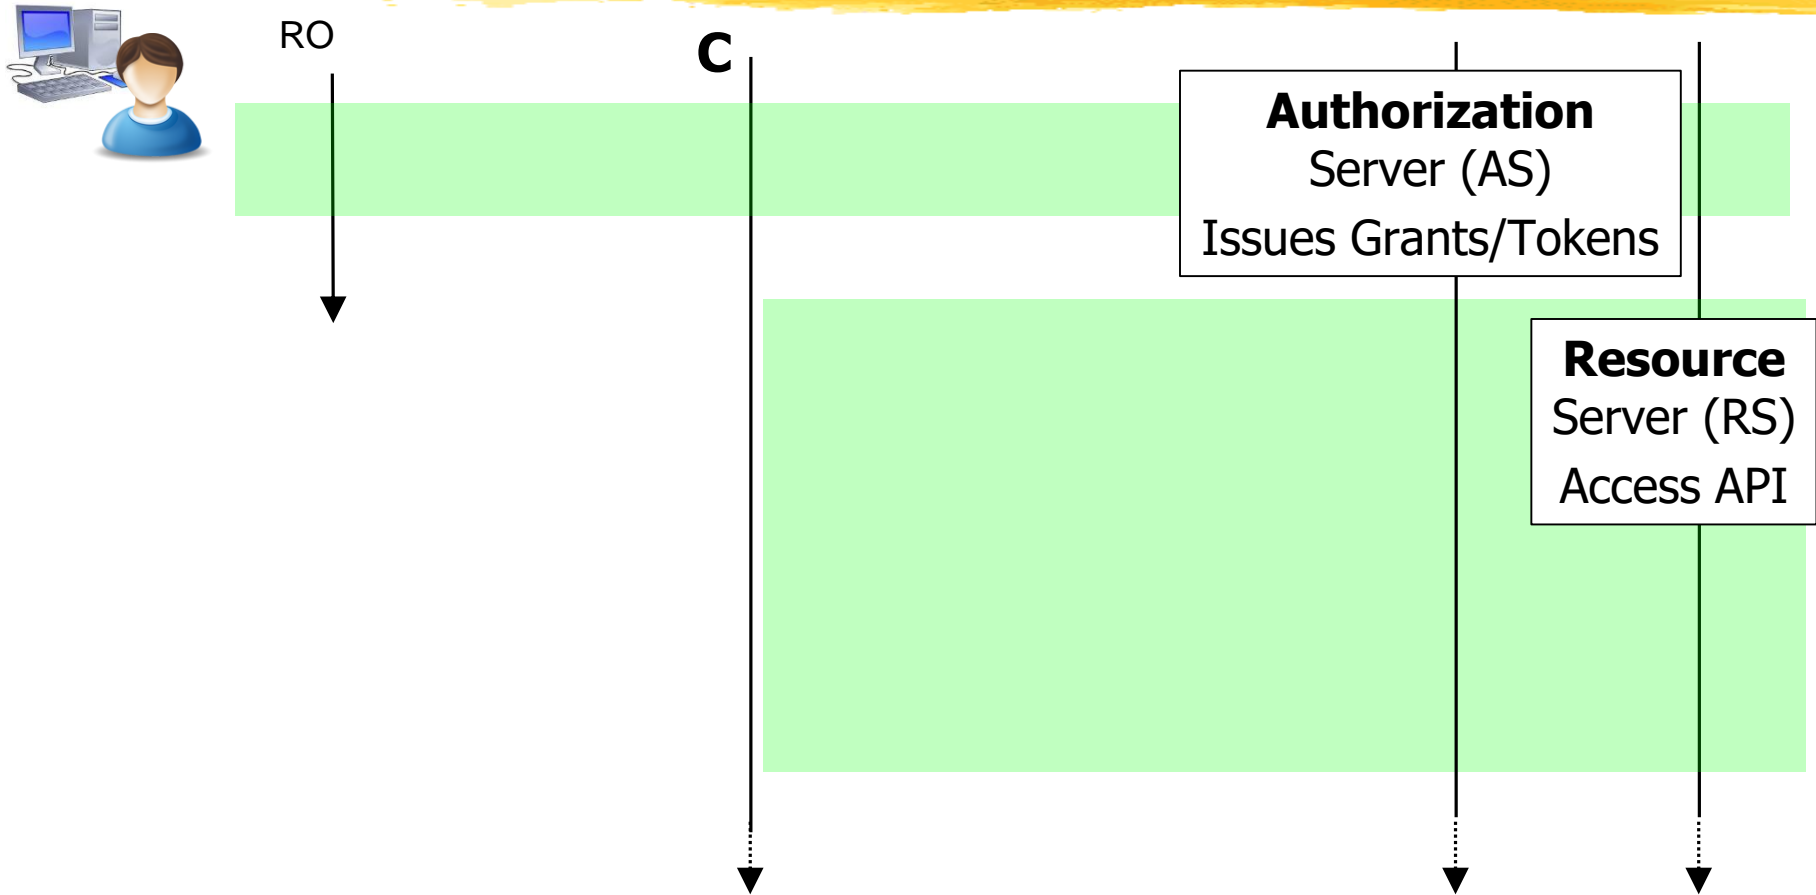 RO
C
Authorization
Server (AS)
Issues Grants/Tokens
Resource
Server (RS)
Access API